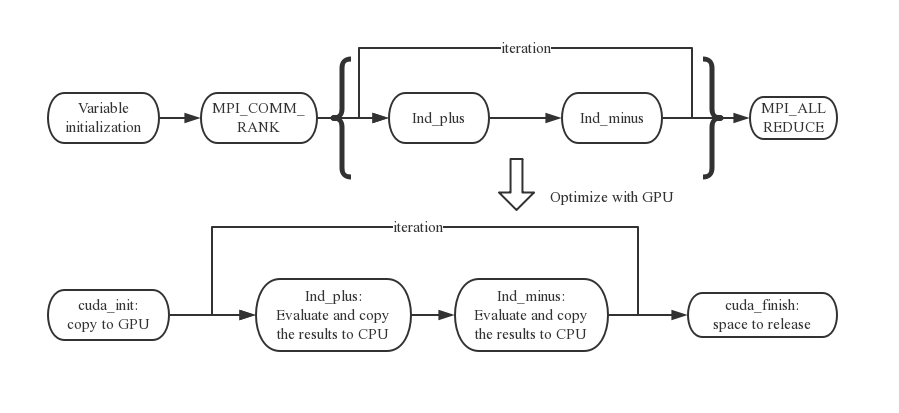 iteration
Variable
initialization
MPI_COMM_
RANK
Ind_plus
Ind_minus
MPI_ALL
REDUCE
Optimize with GPU
iteration
cuda_init:
copy to GPU
Ind_plus:
Evaluate and copy
the results to CPU
Ind_minus:
Evaluate and copy
the results to CPU
cuda_finish:
space to release